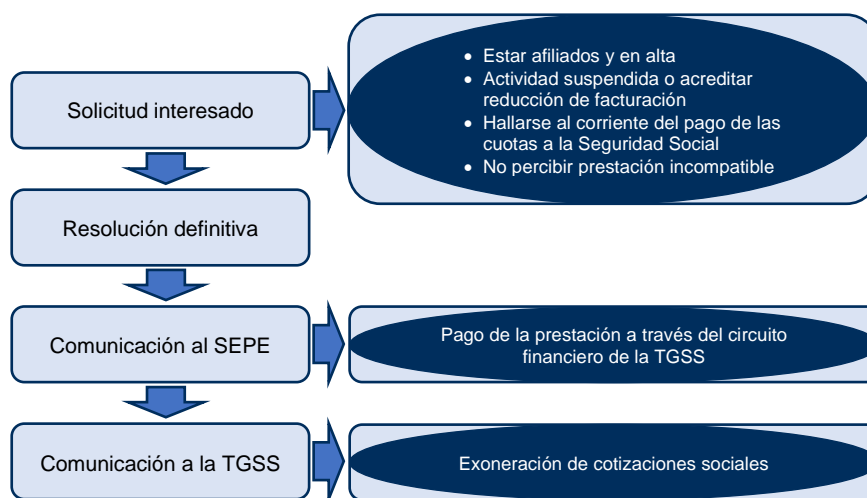 Solicitud interesado
• Estar afiliados y en alta
• Actividad suspendida o acreditar
reducción de facturación
• Hallarse al corriente del pago de las
cuotas a la Seguridad Social
• No percibir prestación incompatible
Resolución definitiva
Comunicación al SEPE
Pago de la prestación a través del circuito
financiero de la TGSS
Comunicación a la TGSS
Exoneración de cotizaciones sociales